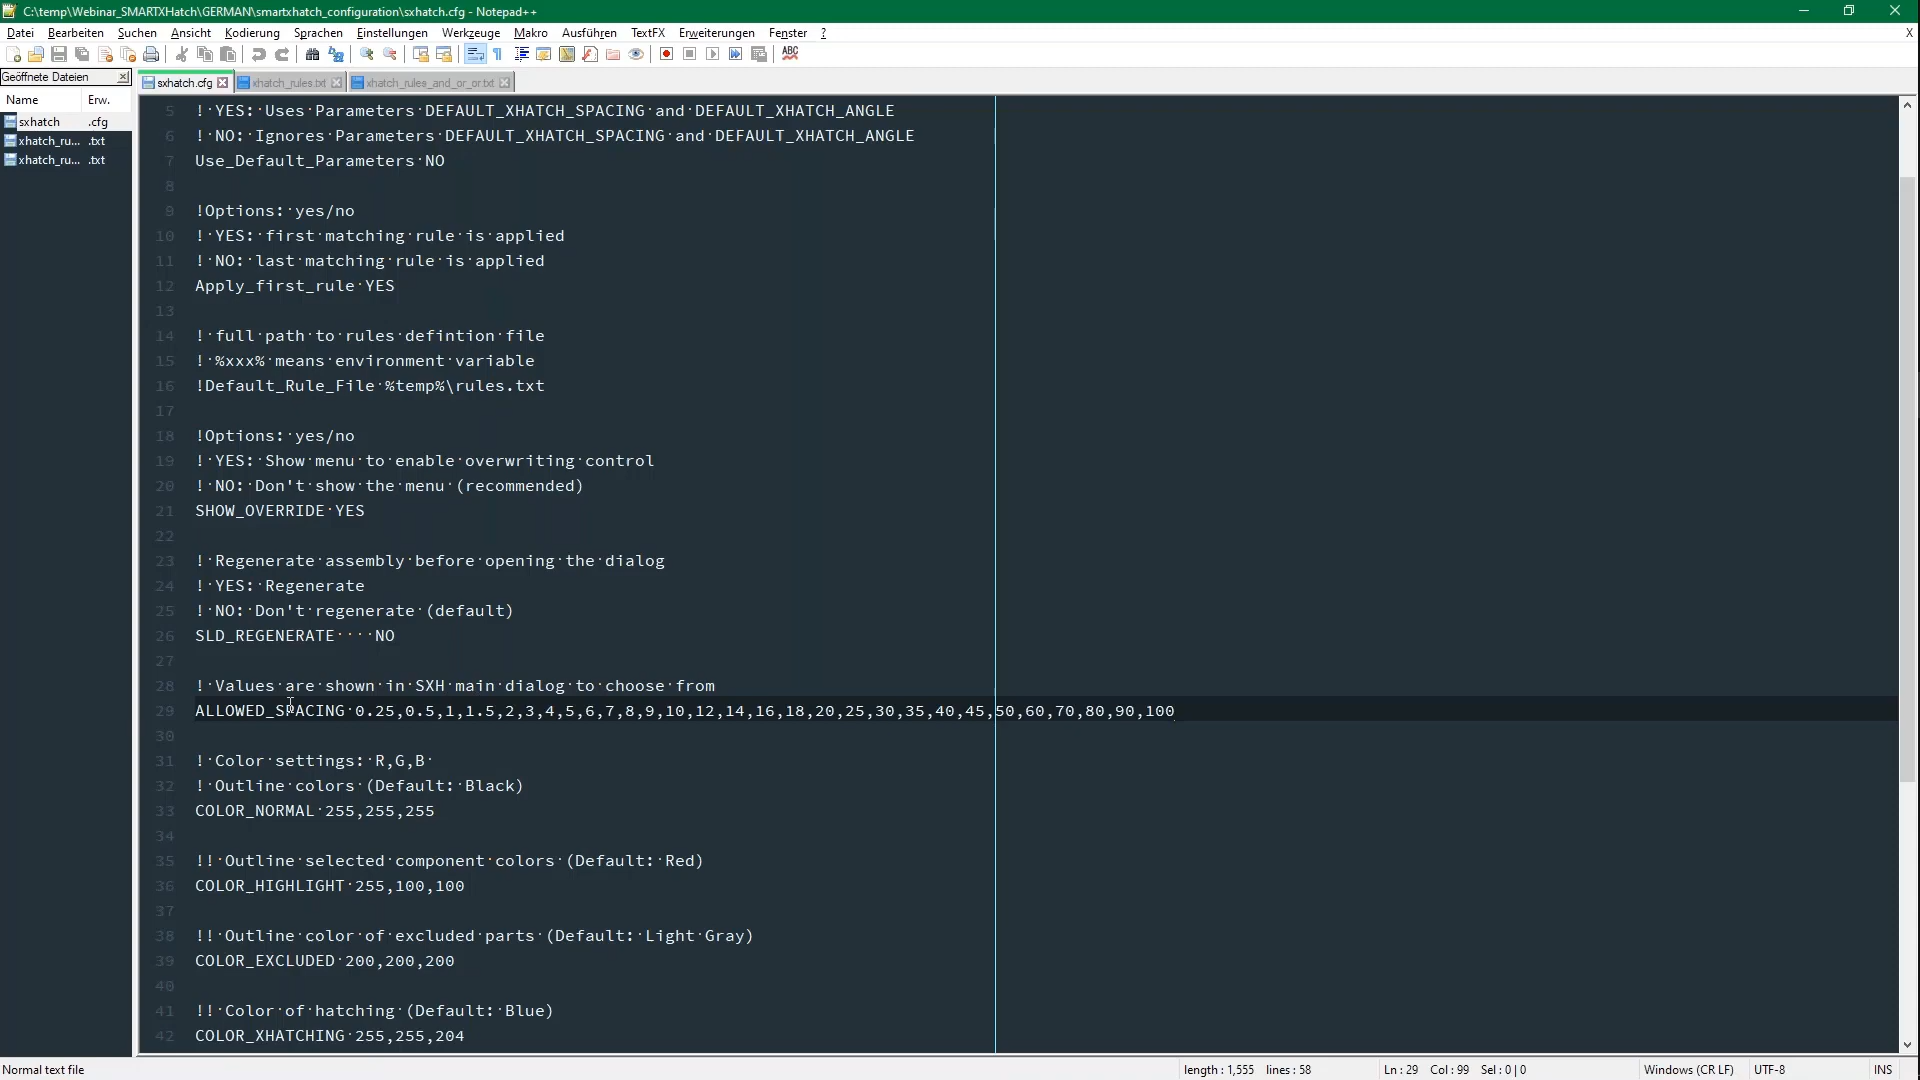 C:\temp\Webinar_SMARTXHatch\GERMAN\smartxhatch_configuration\sxhatch.cfg - Notepad++
Datei Bearbeiten Suchen Ansicht Kodierung Sprachen Einstellungen Werkzeuge Makro Ausführen TextFX Erweiterungen Fenster ? X
Geöffnete Dateien
sxhatch.cfg xhatch_rules.txt xhatch_rules_and_or_or.txt
Name Erw.
sxhatch .cfg
xhatch_ru... .txt
xhatch_ru... .txt
5 ! YES: Uses Parameters DEFAULT_XHATCH_SPACING and DEFAULT_XHATCH_ANGLE
6 ! NO: Ignores Parameters DEFAULT_XHATCH_SPACING and DEFAULT_XHATCH_ANGLE
7 Use_Default_Parameters NO
8
9 !Options: yes/no
10 ! YES: first matching rule is applied
11 ! NO: last matching rule is applied
12 Apply_first_rule YES
13
14 ! full path to rules defintion file
15 ! %xxx% means environment variable
16 !Default_Rule_File %temp%\rules.txt
17
18 !Options: yes/no
19 ! YES: Show menu to enable overwriting control
20 ! NO: Don't show the menu (recommended)
21 SHOW_OVERRIDE YES
22
23 ! Regenerate assembly before opening the dialog
24 ! YES: Regenerate
25 ! NO: Don't regenerate (default)
26 SLD_REGENERATE    NO
27
28 ! Values are shown in SXH main dialog to choose from
29 ALLOWED_SPACING 0.25,0.5,1,1.5,2,3,4,5,6,7,8,9,10,12,14,16,18,20,25,30,35,40,45,50,60,70,80,90,100
30
31 ! Color settings: R,G,B
32 ! Outline colors (Default: Black)
33 COLOR_NORMAL 255,255,255
34
35 !! Outline selected component colors (Default: Red)
36 COLOR_HIGHLIGHT 255,100,100
37
38 !! Outline color of excluded parts (Default: Light Gray)
39 COLOR_EXCLUDED 200,200,200
40
41 !! Color of hatching (Default: Blue)
42 COLOR_XHATCHING 255,255,204
Normal text file length : 1,555 lines : 58 Ln : 29 Col : 99 Sel : 0 | 0 Windows (CR LF) UTF-8 INS